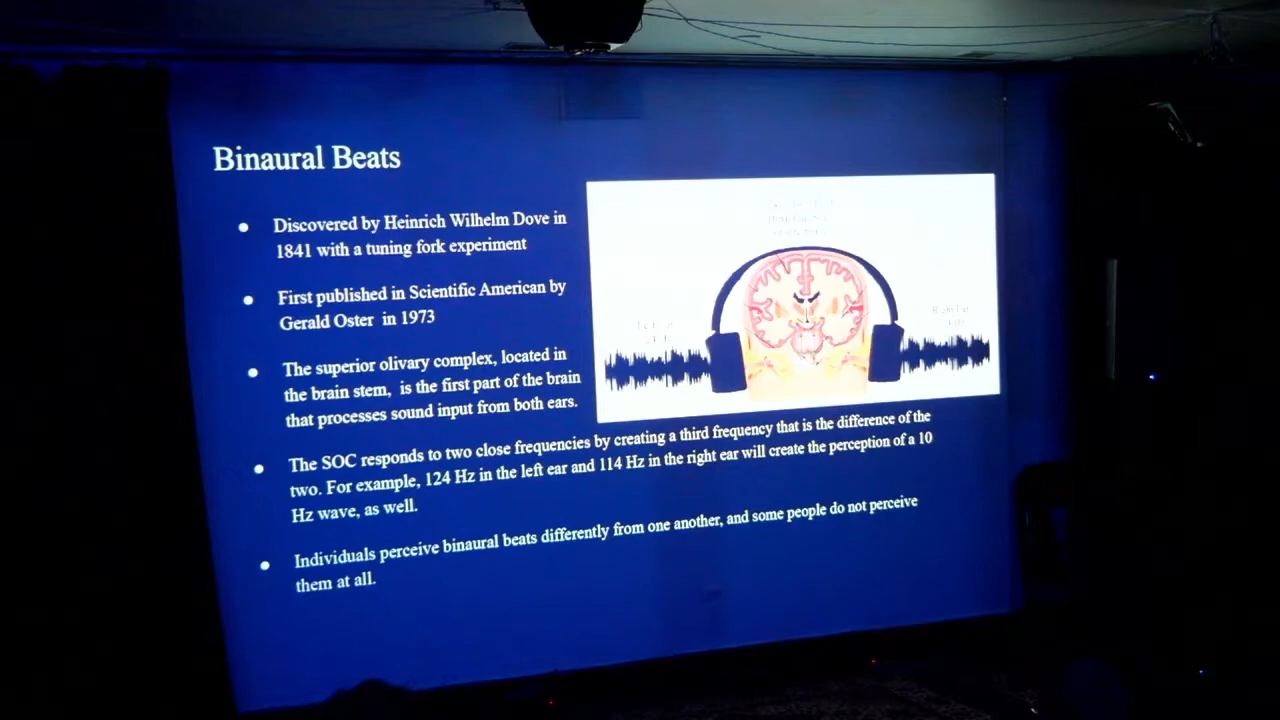 Binaural Beats
Discovered by Heinrich Wilhelm Dove in
1841 with a tuning fork experiment
First published in Scientific American by
Gerald Oster in 1973
The superior olivary complex, located in
the brain stem, is the first part of the brain
that processes sound input from both ears.
The SOC responds to two close frequencies by creating a third frequency that is the difference of the
two. For example, 124 Hz in the left ear and 114 Hz in the right ear will create the perception of a 10
Hz wave, as well.
Individuals perceive binaural beats differently from one another, and some people do not perceive
them at all.